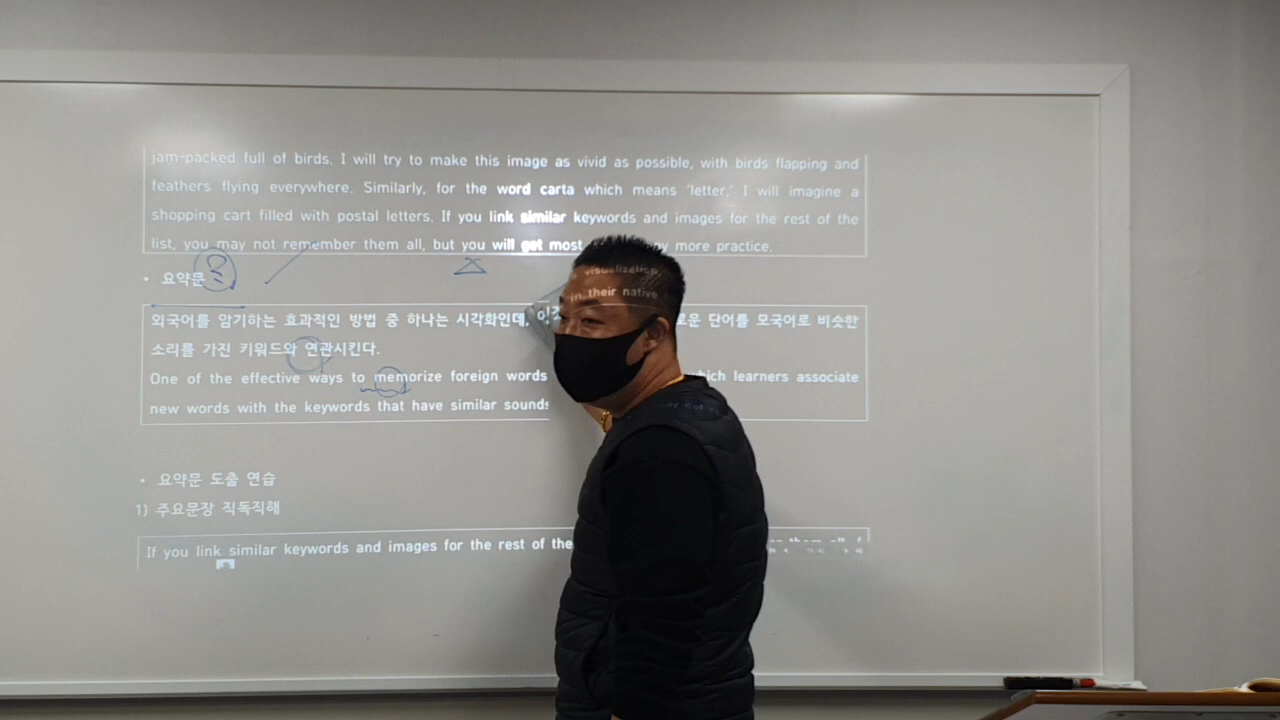 jam-packed full of birds. I will try to make this image as vivid as possible, with birds flapping and
feathers flying everywhere. Similarly, for the word carta which means 'letter,' I will imagine a
shopping cart filled with postal letters. If you link similar keywords and images for the rest of the
list, you may not remember them all, but you will get most more practice.
• 요약문
visualization,
in their native
외국어를 암기하는 효과적인 방법 중 하나는 시각화인데, 단어를 모국어로 비슷한
소리를 가진 키워드와 연관시킨다.
One of the effective ways to memorize foreign words which learners associate
new words with the keywords that have similar sounds
• 요약문 도출 연습
1) 주요문장 직독직해
If you link similar keywords and images for the rest of the